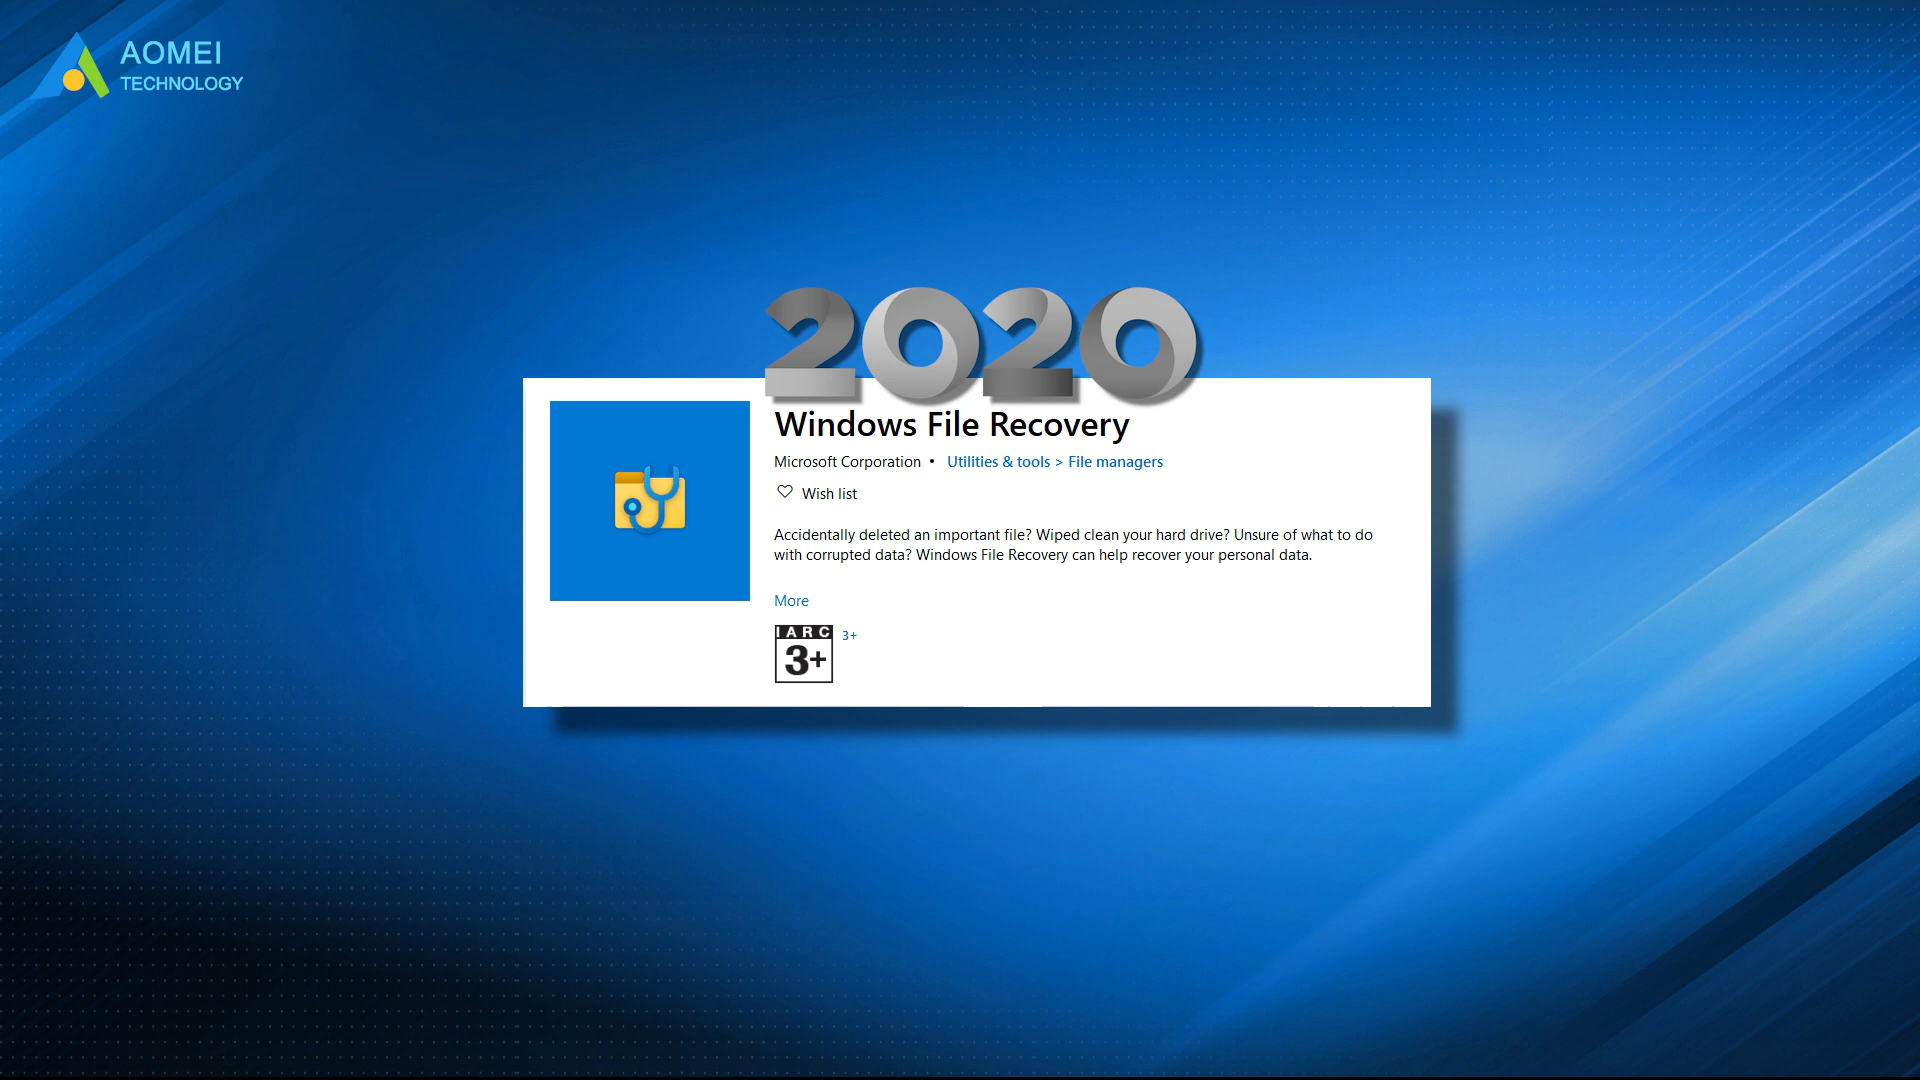 AOMEI
TECHNOLOGY
2020
Windows File Recovery
Microsoft Corporation • Utilities & tools > File managers
Wish list
Accidentally deleted an important file? Wiped clean your hard drive? Unsure of what to do
with corrupted data? Windows File Recovery can help recover your personal data.
More
IARC
3+
3+